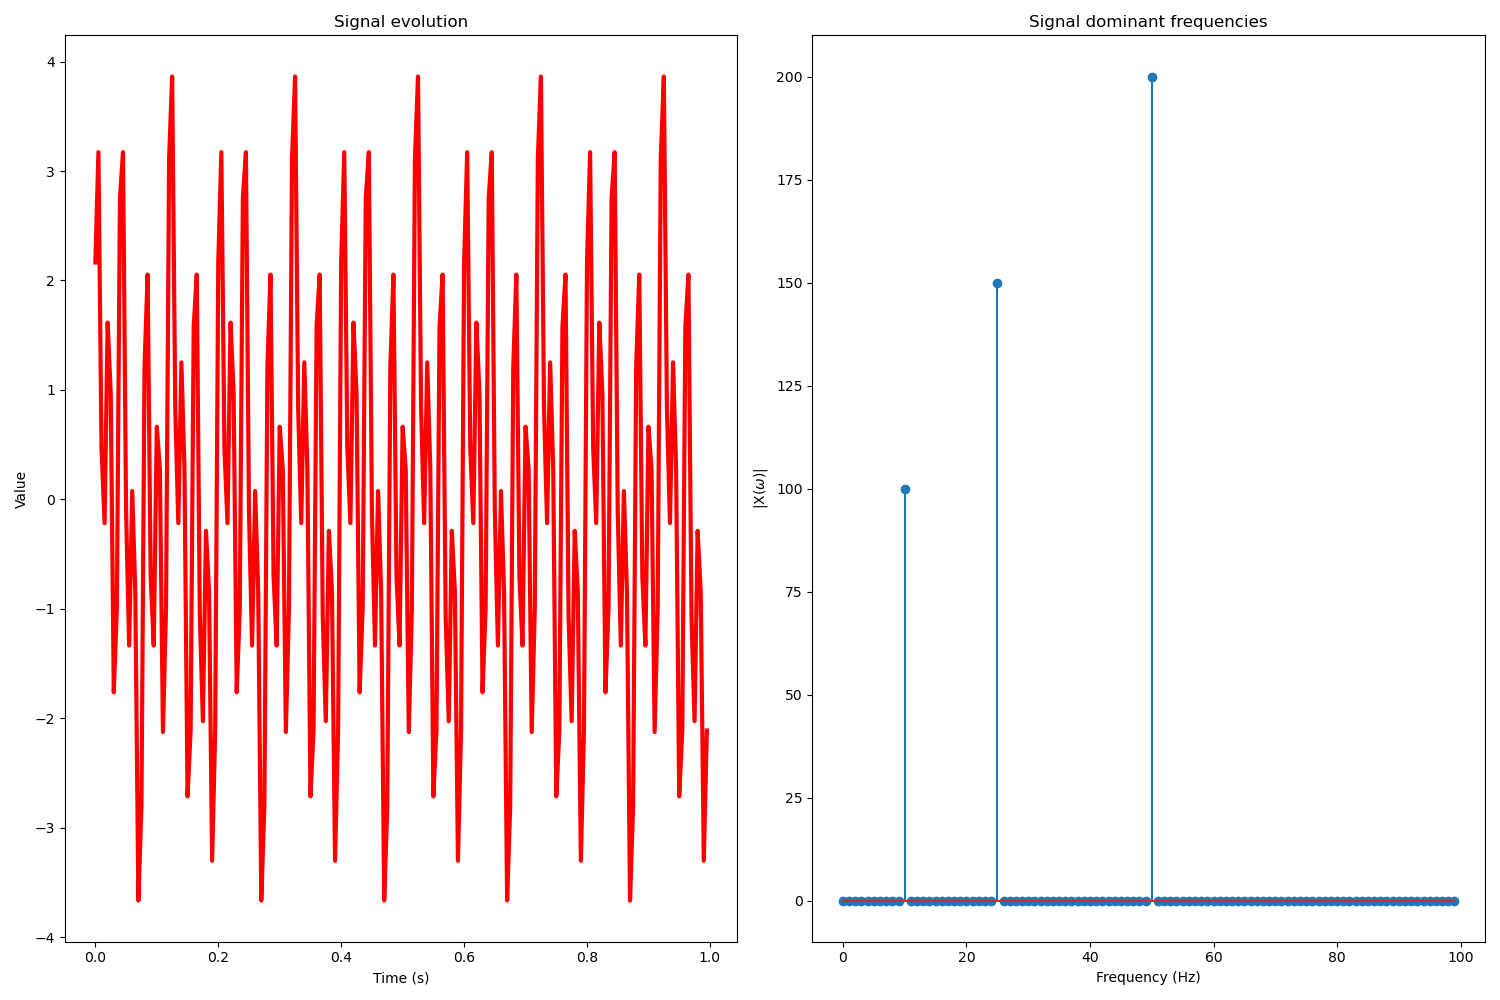 Signal evolution
4
3
2
1
0
−1
−2
−3
−4
Value
0.0 0.2 0.4 0.6 0.8 1.0
Time (s)
Signal dominant frequencies
200
175
150
125
100
75
50
25
0
|X(ω)|
0 20 40 60 80 100
Frequency (Hz)